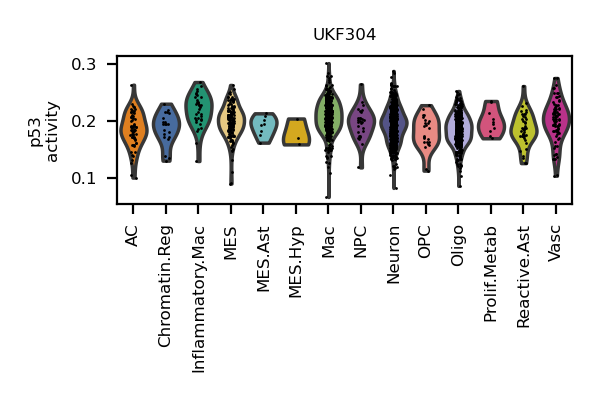 UKF304
p53
activity
0.3
0.2
0.1
AC
Chromatin.Reg
Inflammatory.Mac
MES
MES.Ast
MES.Hyp
Mac
NPC
Neuron
OPC
Oligo
Prolif.Metab
Reactive.Ast
Vasc